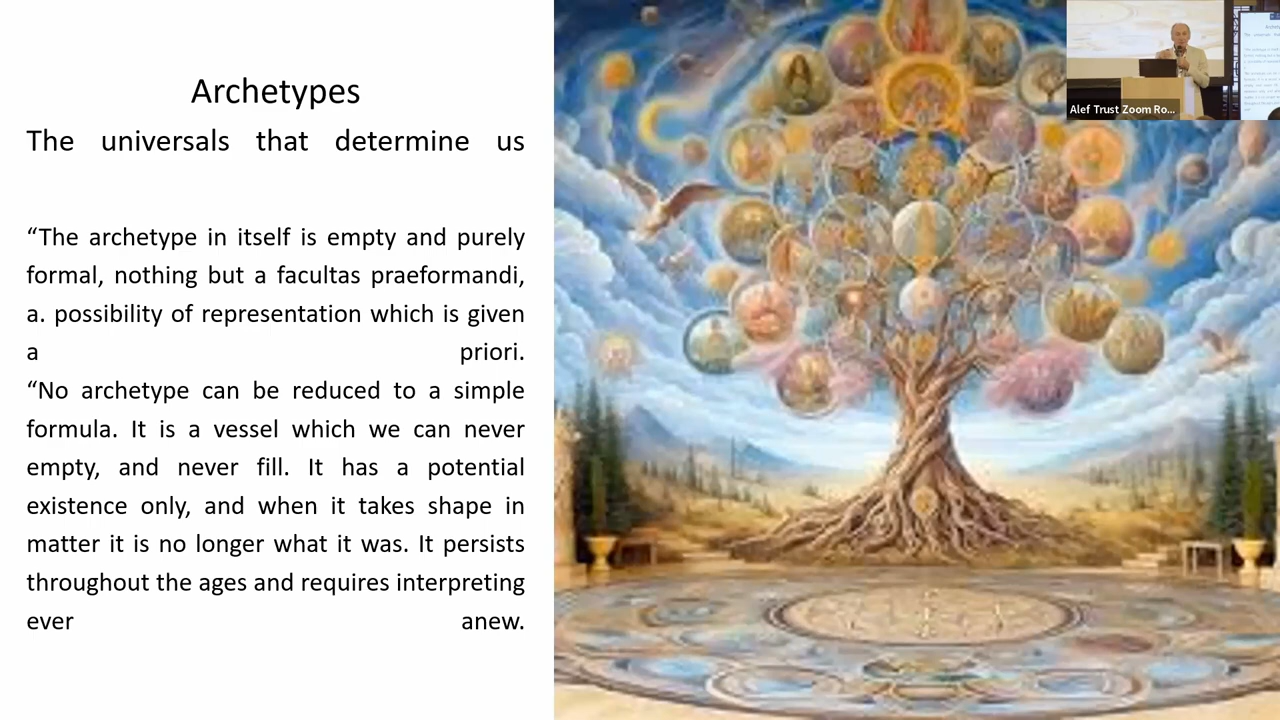 Archetypes
The universals that determine us
“The archetype in itself is empty and purely
formal, nothing but a facultas praeformandi,
a. possibility of representation which is given
a priori.
“No archetype can be reduced to a simple
formula. It is a vessel which we can never
empty, and never fill. It has a potential
existence only, and when it takes shape in
matter it is no longer what it was. It persists
throughout the ages and requires interpreting
ever anew.
Alef Trust Zoom Ro...